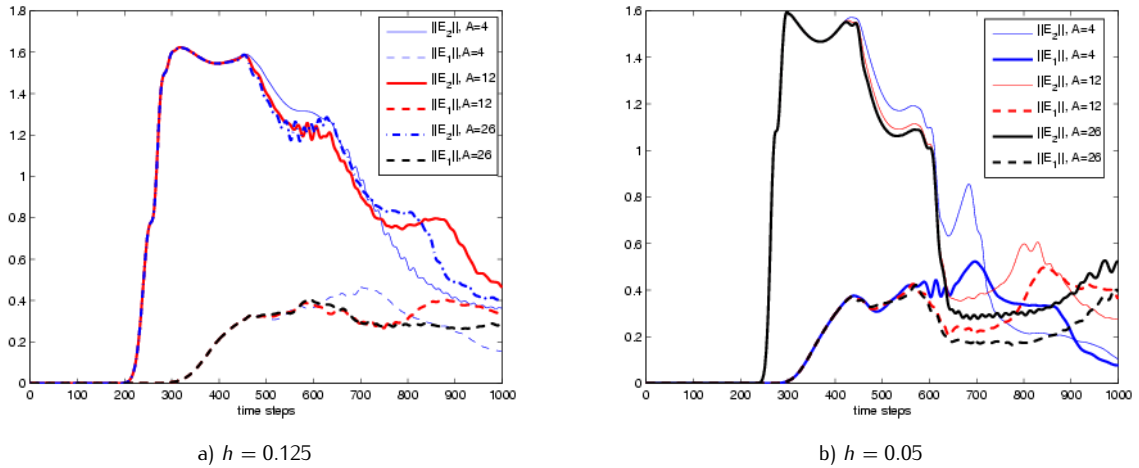 1.8
1.6
1.4
1.2
1
0.8
0.6
0.4
0.2
0
0 100 200 300 400 500 600 700 800 900 1000
time steps
||E2||, A=4
||E1||, A=4
||E2||, A=12
||E1||,A=12
||E2||, A=26
||E1||,A=26
a) h = 0.125
1.6
1.4
1.2
1
0.8
0.6
0.4
0.2
0
0 100 200 300 400 500 600 700 800 900 1000
time steps
||E2||, A=4
||E1||, A=4
||E2||, A=12
||E1||, A=12
||E2||, A=26
||E1||, A=26
b) h = 0.05